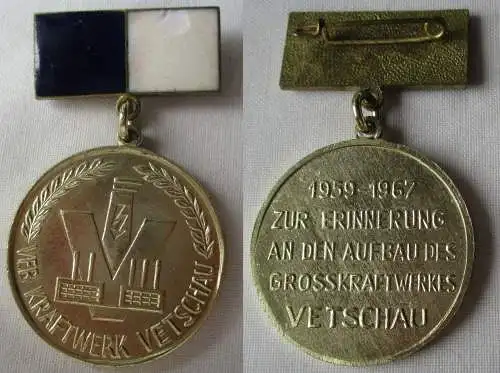 VEB KRAFTWERK VETSCHAU
1959-1967
ZUR ERINNERUNG
AN DEN AUFBAU DES
GROSSKRAFTWERKES
VETSCHAU